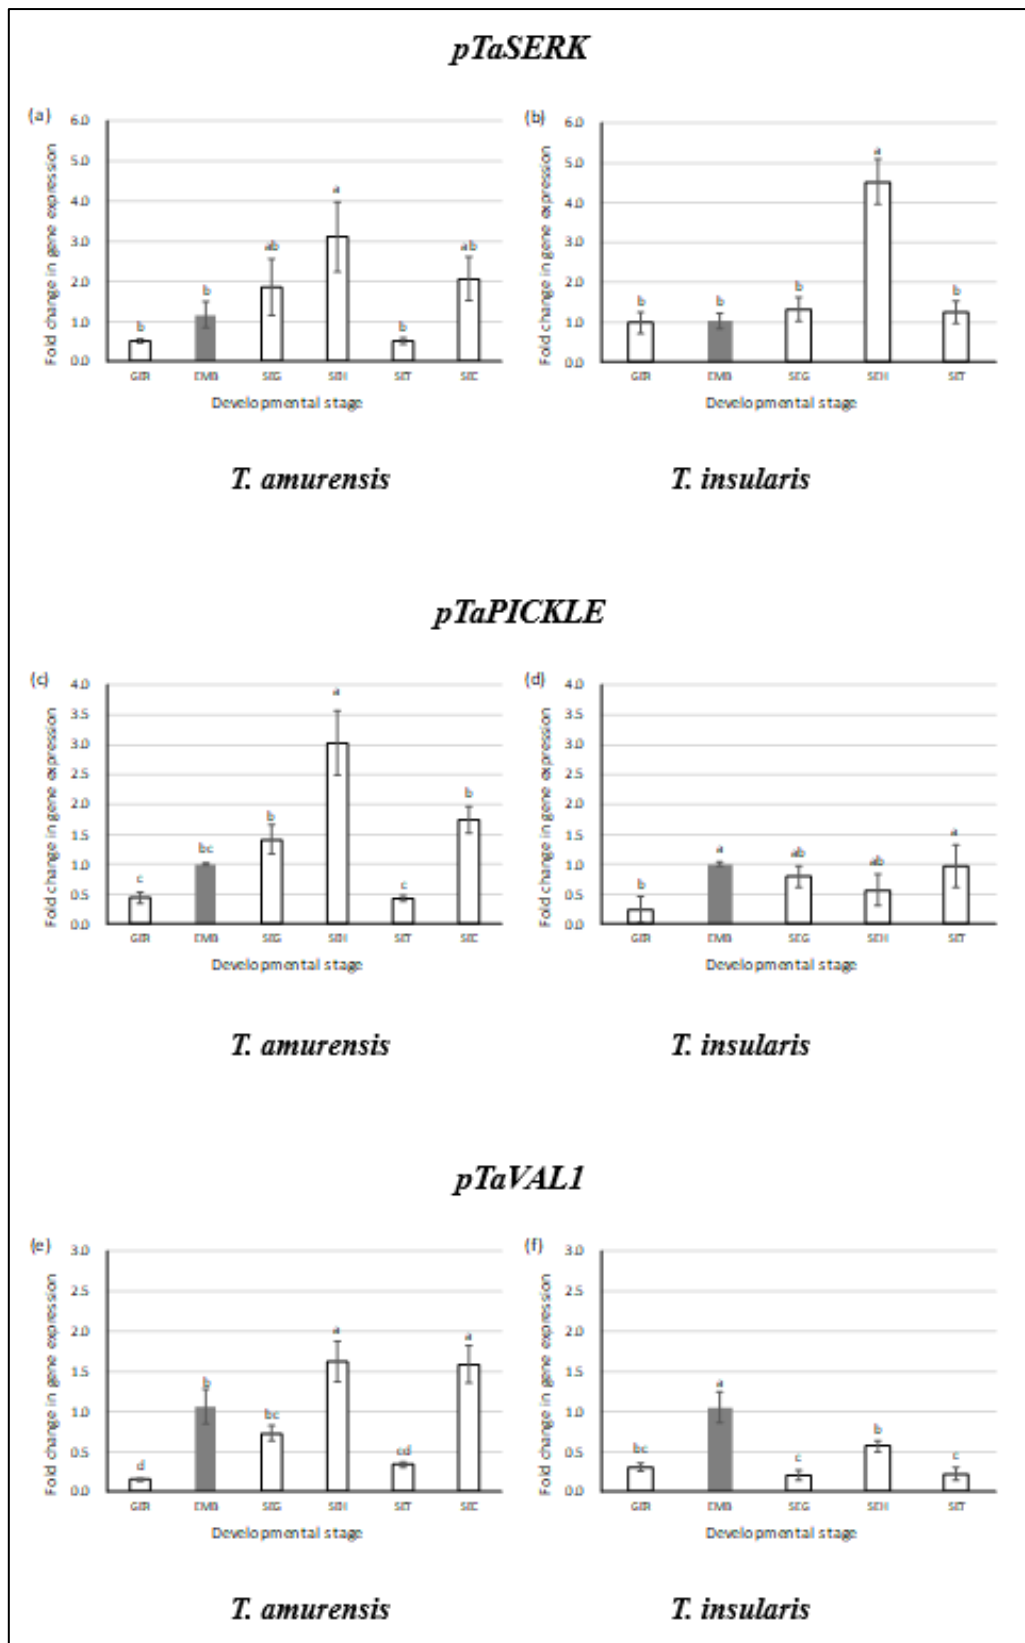 pTaSERK
(a)
Fold change in gene expression
6.0
5.0
4.0
3.0
2.0
1.0
0.0
b
b
ab
a
b
ab
GER
EMB
SEG
SEH
SET
SEC
Developmental stage
T. amurensis
(b)
Fold change in gene expression
6.0
5.0
4.0
3.0
2.0
1.0
0.0
b
b
b
a
b
GER
EMB
SEG
SEH
SET
Developmental stage
T. insularis
pTaPICKLE
(c)
Fold change in gene expression
4.0
3.5
3.0
2.5
2.0
1.5
1.0
0.5
0.0
c
bc
b
a
c
b
GER
EMB
SEG
SEH
SET
SEC
Developmental stage
T. amurensis
(d)
Fold change in gene expression
4.0
3.5
3.0
2.5
2.0
1.5
1.0
0.5
0.0
b
a
ab
ab
a
GER
EMB
SEG
SEH
SET
Developmental stage
T. insularis
pTaVAL1
(e)
Fold change in gene expression
3.0
2.5
2.0
1.5
1.0
0.5
0.0
d
b
bc
a
cd
a
GER
EMB
SEG
SEH
SET
SEC
Developmental stage
T. amurensis
(f)
Fold change in gene expression
3.0
2.5
2.0
1.5
1.0
0.5
0.0
bc
a
c
b
c
GER
EMB
SEG
SEH
SET
Developmental stage
T. insularis